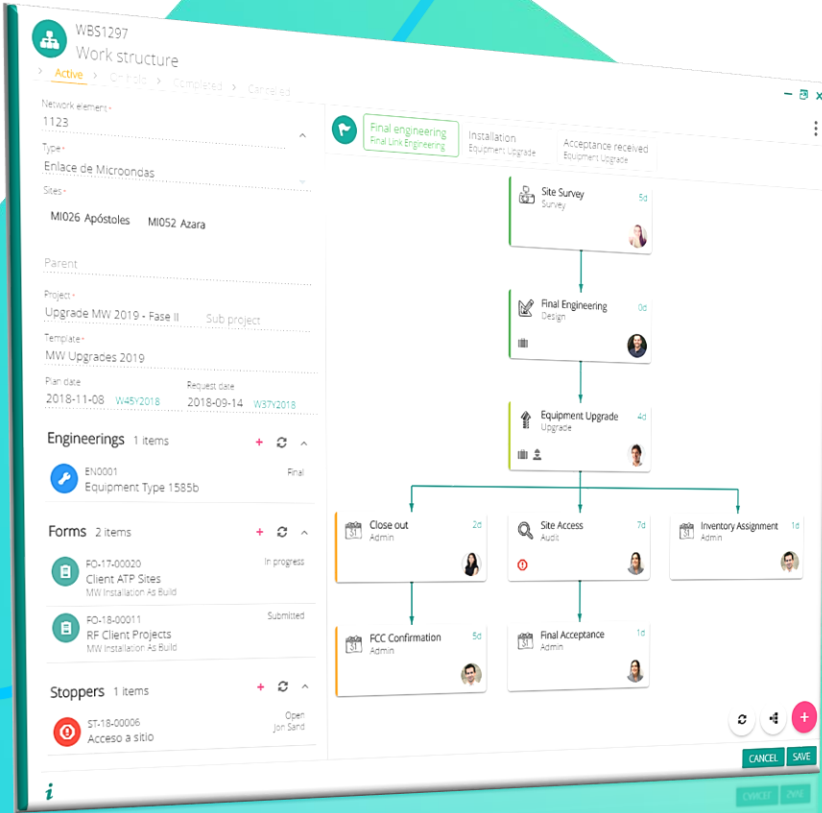 WBS1297
Work structure
> Active > On hold > Completed > Cancelled
Network element*
1123
Type*
Enlace de Microondas
Sites*
MI026 Apóstoles MI052 Azara
Parent
Project*
Upgrade MW 2019 - Fase II Sub project
Template*
MW Upgrades 2019
Plan date Request date
2018-11-08 W45Y2018 2018-09-14 W37Y2018
Engineerings 1 items
EN0001 Final
Equipment Type 1585b
Forms 2 items
FO-17-00020 In progress
Client ATP Sites
MW Installation As Build
FO-18-00011 Submitted
RF Client Projects
MW Installation As Build
Stoppers 1 items
ST-18-00006 Open
Acceso a sitio Jon Sand
Final engineering
Final Link Engineering
Installation
Equipment Upgrade
Acceptance received
Equipment Upgrade
Site Survey 5d
Survey
Final Engineering 0d
Design
Equipment Upgrade 4d
Upgrade
Close out 2d
Admin
Site Access 7d
Audit
Inventory Assignment 1d
Admin
FCC Confirmation 5d
Admin
Final Acceptance 1d
Admin
CANCEL SAVE